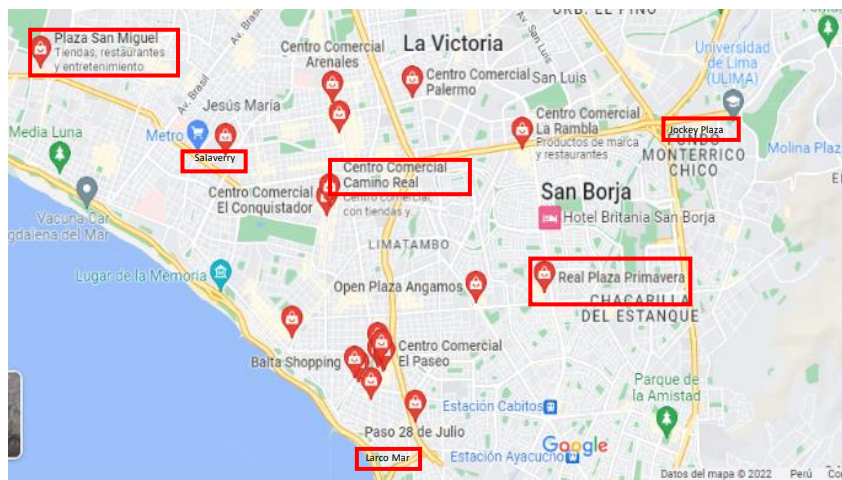 URB. EL PINO
Plaza San Miguel
Tiendas, restaurantes
y entretenimiento
Av. Brasil
Centro Comercial
Arenales
La Victoria
Av. San Luis
Universidad
de Lima
(ULIMA)
Centro Comercial
Palermo
San Luis
Av. Brasil
Jesús María
Metro
Media Luna
Salaverry
Centro Comercial
La Rambla
Productos de marca
y restaurantes
Jockey Plaza
FUNDO
MONTERRICO
CHICO
Molina Plaz
Centro Comercial
Camino Real
Centro comercial,
con tiendas y
Centro Comercial
El Conquistador
San Borja
Hotel Britania San Borja
Vacuna Car
gdalena del Mar
LIMATAMBO
Lugar de la Memoria
Open Plaza Angamos
Real Plaza Primavera
CHACARILLA
DEL ESTANQUE
Balta Shopping
Centro Comercial
El Paseo
Parque de
la Amistad
Estación Cabitos
Paso 28 de Julio
Larco Mar
Estación Ayacucho
Google
Datos del mapa © 2022
Perú